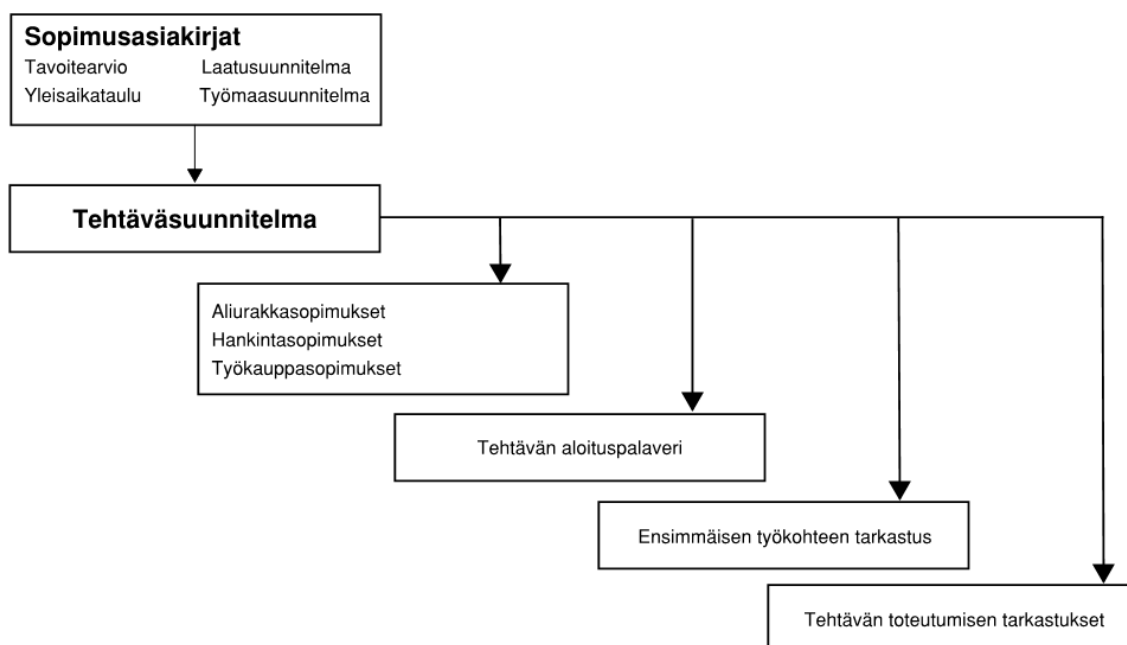 Sopimusasiakirjat
Tavoitearvio Laatusuunnitelma
Yleisaikataulu Työmaasuunnitelma
Tehtäväsuunnitelma
Aliurakkasopimukset
Hankintasopimukset
Työkauppasopimukset
Tehtävän aloituspalaveri
Ensimmäisen työkohteen tarkastus
Tehtävän toteutumisen tarkastukset